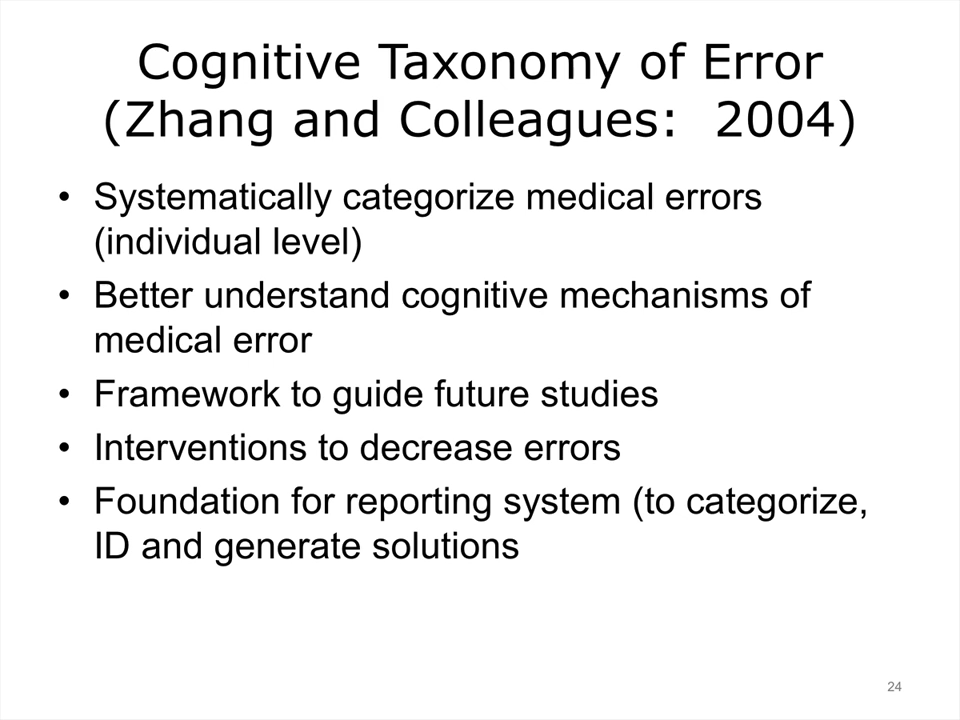 Cognitive Taxonomy of Error
(Zhang and Colleagues:  2004)
• Systematically categorize medical errors
(individual level)
• Better understand cognitive mechanisms of
medical error
• Framework to guide future studies
• Interventions to decrease errors
• Foundation for reporting system (to categorize,
ID and generate solutions
24